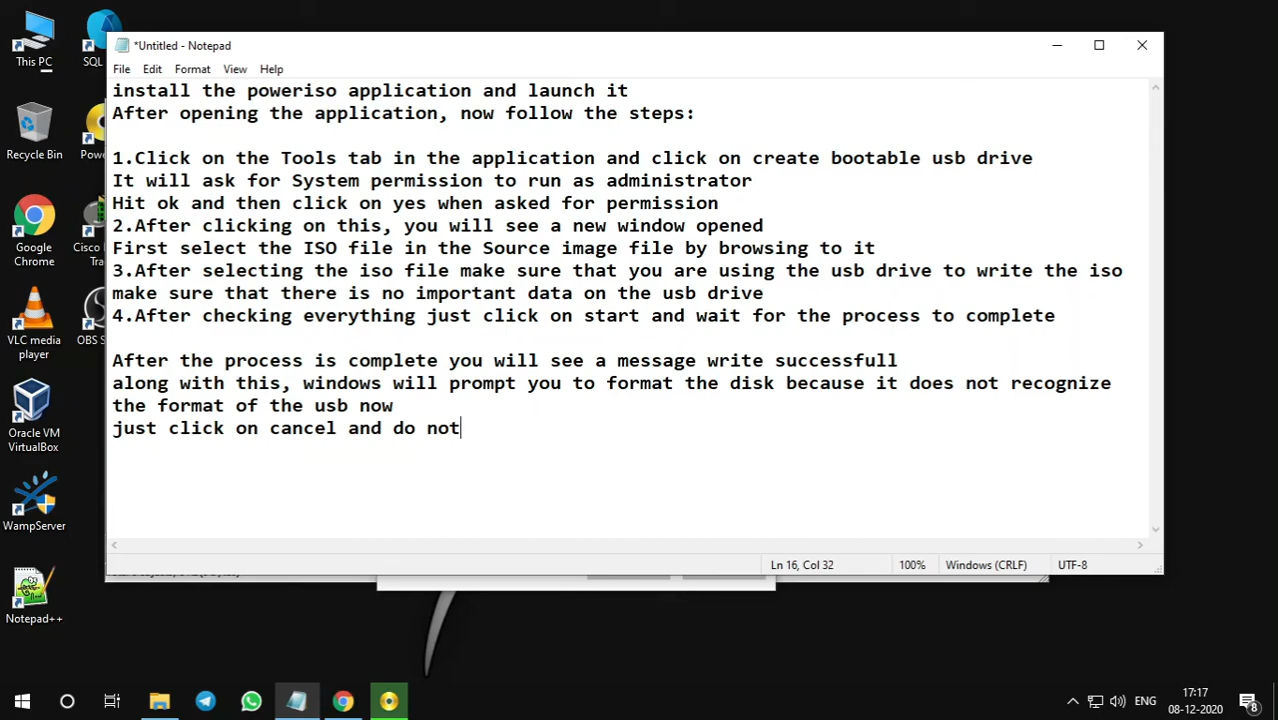 This PC
SQL
*Untitled - Notepad
File Edit Format View Help
install the poweriso application and launch it
After opening the application, now follow the steps:
1.Click on the Tools tab in the application and click on create bootable usb drive
It will ask for System permission to run as administrator
Hit ok and then click on yes when asked for permission
2.After clicking on this, you will see a new window opened
First select the ISO file in the Source image file by browsing to it
3.After selecting the iso file make sure that you are using the usb drive to write the iso
make sure that there is no important data on the usb drive
4.After checking everything just click on start and wait for the process to complete
After the process is complete you will see a message write successfull
along with this, windows will prompt you to format the disk because it does not recognize
the format of the usb now
just click on cancel and do not
Ln 16, Col 32 100% Windows (CRLF) UTF-8
Recycle Bin
Pow
Google
Chrome
Cisco
Tra
VLC media
player
OBS S
Oracle VM
VirtualBox
WampServer
Notepad++
ENG
17:17
08-12-2020
8